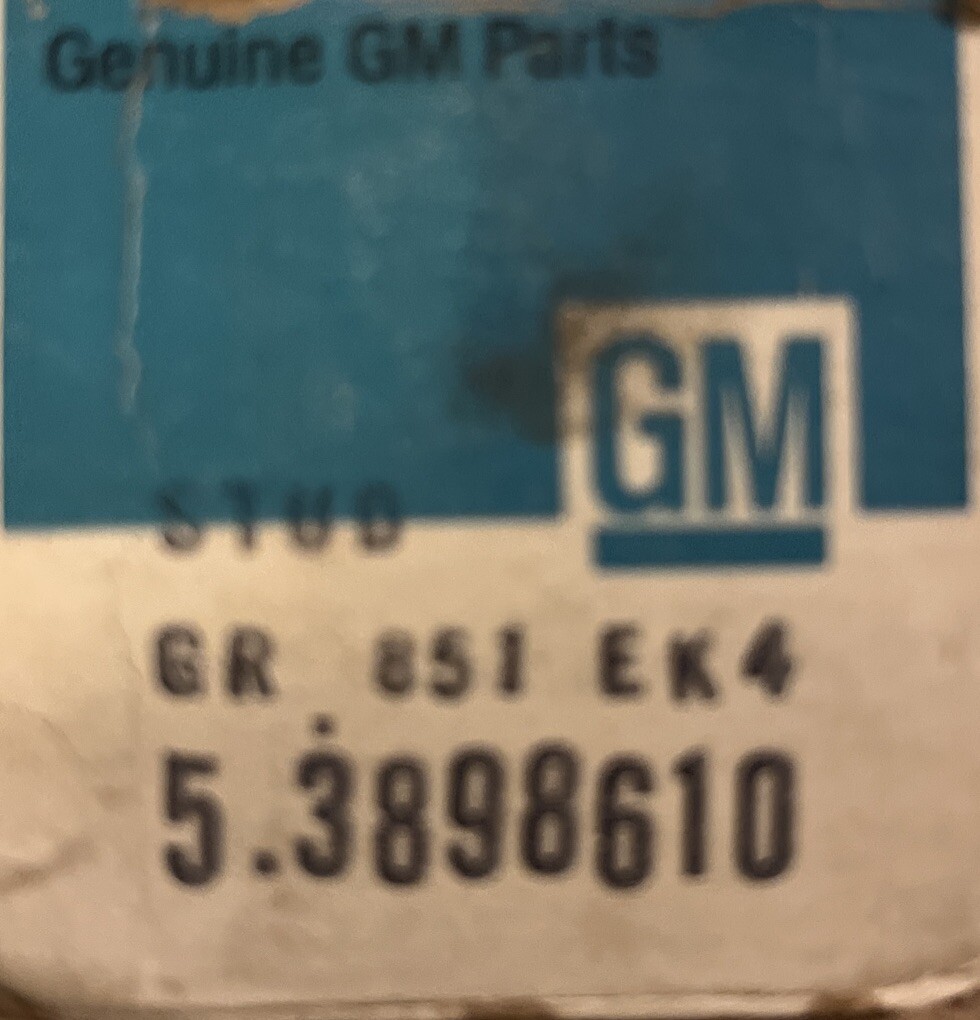 Genuine GM Parts
GM
STUD
GR 851 EK4
5.3898610